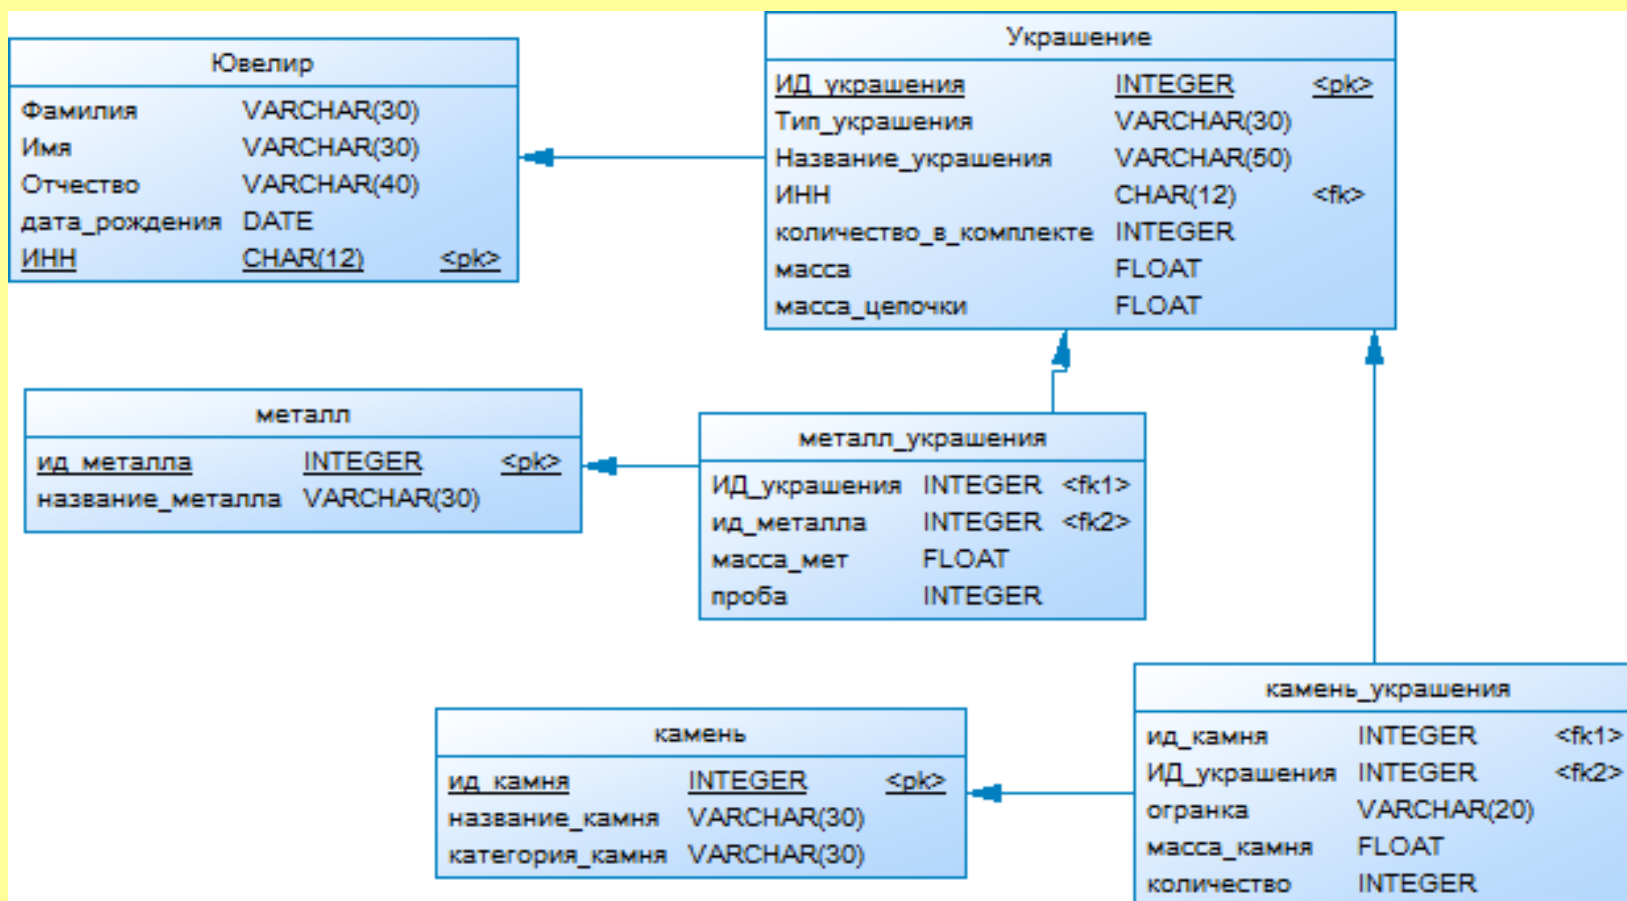 Ювелир
Фамилия VARCHAR(30)
Имя VARCHAR(30)
Отчество VARCHAR(40)
дата_рождения DATE
ИНН CHAR(12) <pk>
Украшение
ИД_украшения INTEGER <pk>
Тип_украшения VARCHAR(30)
Название_украшения VARCHAR(50)
ИНН CHAR(12) <fk>
количество_в_комплекте INTEGER
масса FLOAT
масса_цепочки FLOAT
металл
ид_металла INTEGER <pk>
название_металла VARCHAR(30)
металл_украшения
ИД_украшения INTEGER <fk1>
ид_металла INTEGER <fk2>
масса_мет FLOAT
проба INTEGER
камень
ид_камня INTEGER <pk>
название_камня VARCHAR(30)
категория_камня VARCHAR(30)
камень_украшения
ид_камня INTEGER <fk1>
ИД_украшения INTEGER <fk2>
огранка VARCHAR(20)
масса_камня FLOAT
количество INTEGER